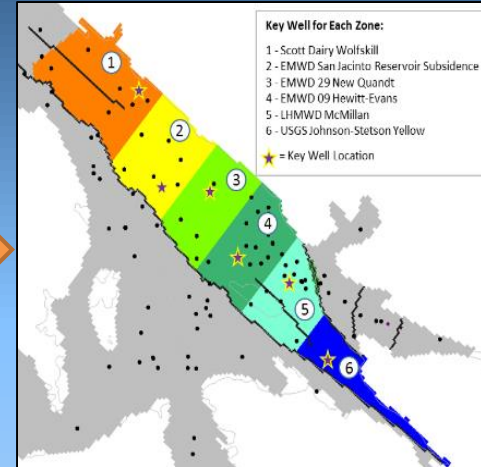 Key Well for Each Zone:
1 - Scott Dairy Wolfskill
2 - EMWD San Jacinto Reservoir Subsidence
3 - EMWD 29 New Quandt
4 - EMWD 09 Hewitt-Evans
5 - LHMWD McMillan
6 - USGS Johnson-Stetson Yellow
= Key Well Location
1
2
3
4
5
6